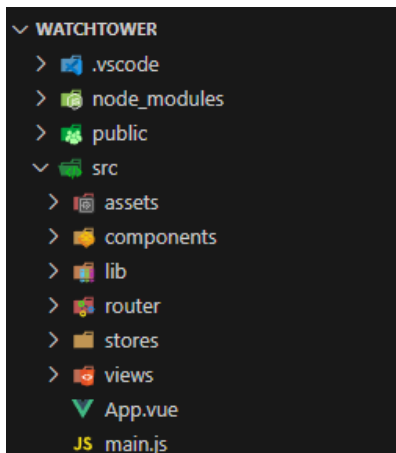 WATCHTOWER
.vscode
node_modules
public
src
assets
components
lib
router
stores
views
App.vue
JS main.js